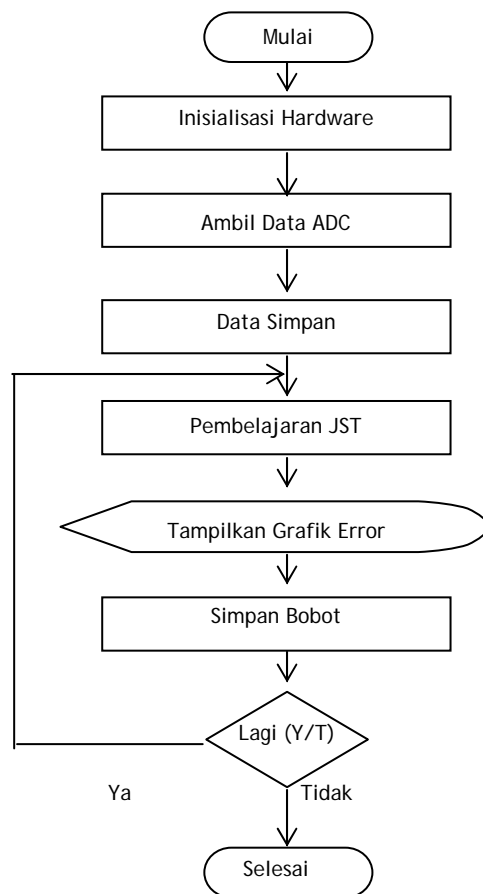 Mulai
Inisialisasi Hardware
Ambil Data ADC
Data Simpan
Pembelajaran JST
Tampilkan Grafik Error
Simpan Bobot
Lagi (Y/T)
Ya
Tidak
Selesai